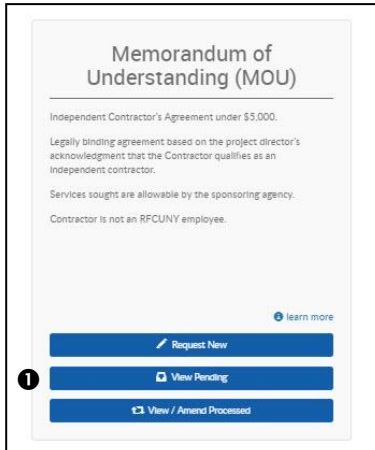 Memorandum of
Understanding (MOU)
Independent Contractor's Agreement under $5,000.
Legally binding agreement based on the project director's
acknowledgment that the Contractor qualifies as an
independent contractor.
Services sought are allowable by the sponsoring agency.
Contractor is not an RFCUNY employee.
learn more
Request New
❶ View Pending
View / Amend Processed